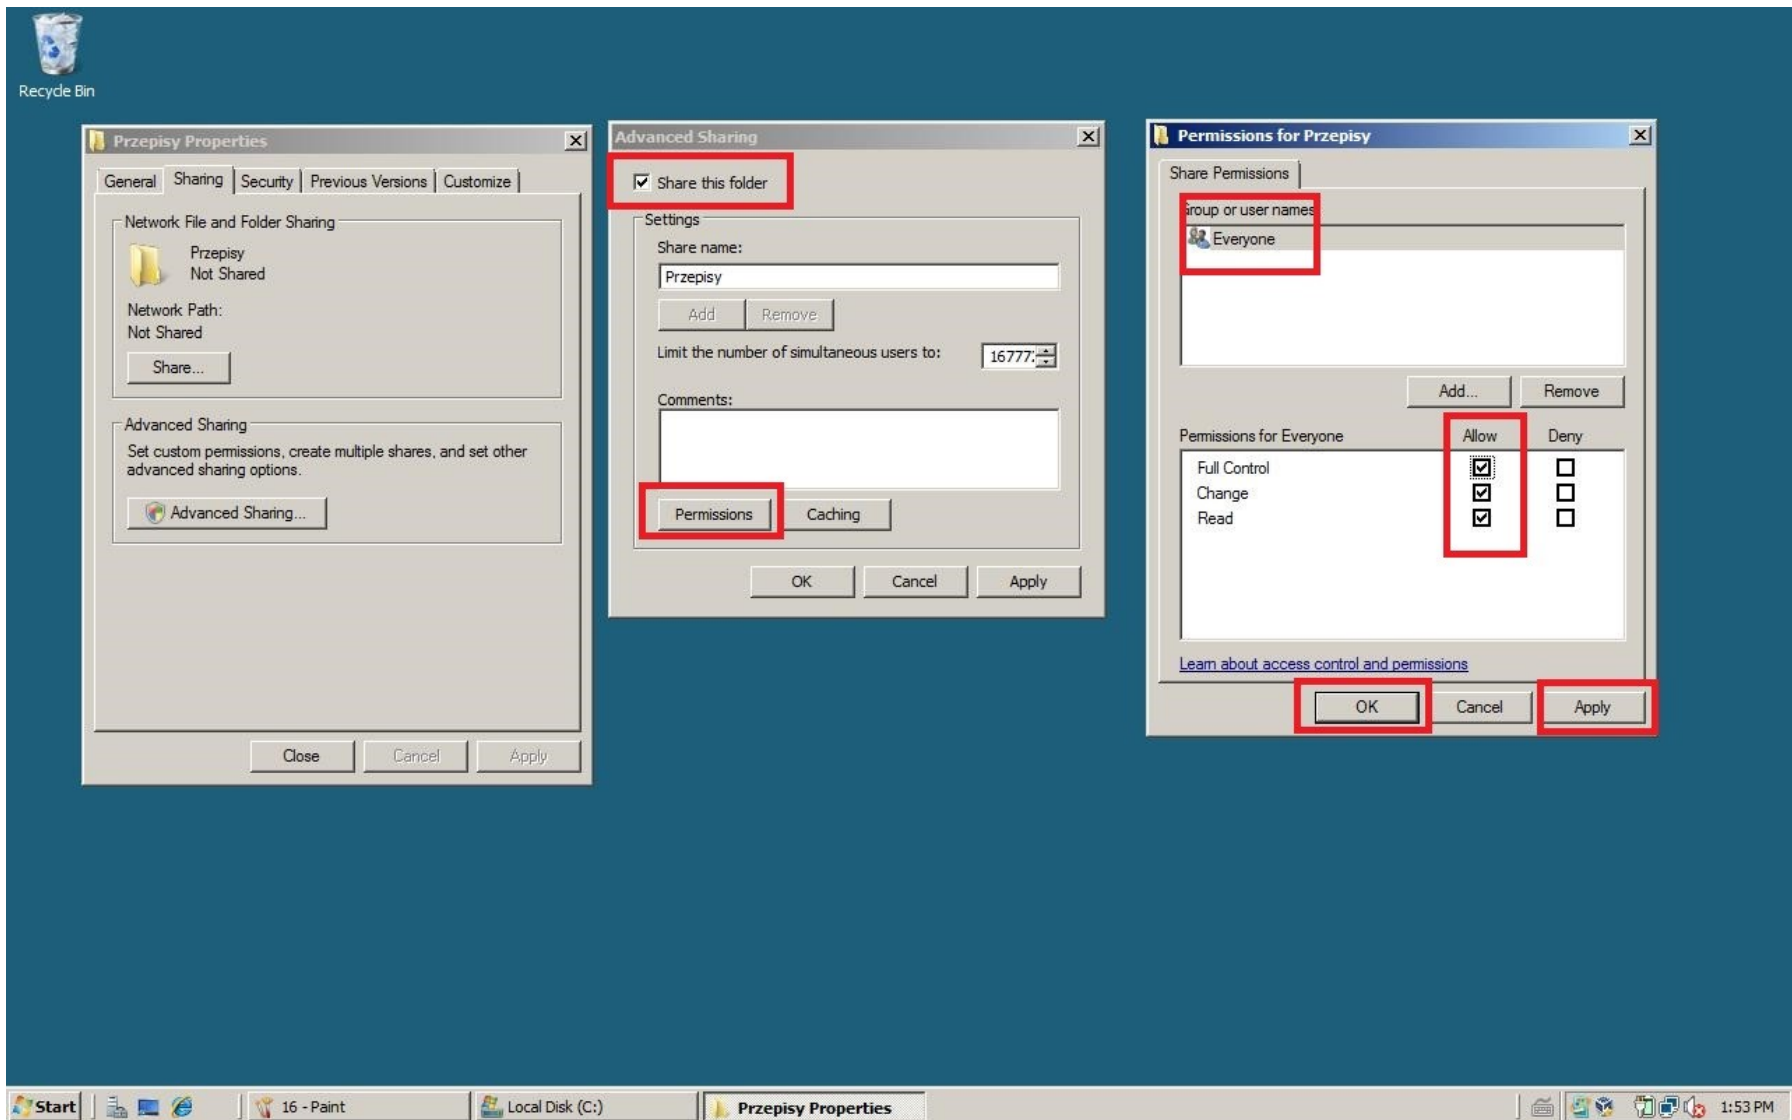 Recycle Bin
Przepisy Properties
General Sharing Security Previous Versions Customize
Network File and Folder Sharing
Przepisy
Not Shared
Network Path:
Not Shared
Share...
Advanced Sharing
Set custom permissions, create multiple shares, and set other
advanced sharing options.
Advanced Sharing...
Close Cancel Apply
Advanced Sharing
Share this folder
Settings
Share name:
Przepisy
Add Remove
Limit the number of simultaneous users to:
Comments:
Permissions Caching
OK Cancel Apply
Permissions for Przepisy
Share Permissions
Group or user names
Everyone
Add... Remove
Permissions for Everyone Allow Deny
Full Control
Change
Read
Learn about access control and permissions
OK Cancel Apply
Start 16 - Paint Local Disk (C:) Przepisy Properties 1:53 PM